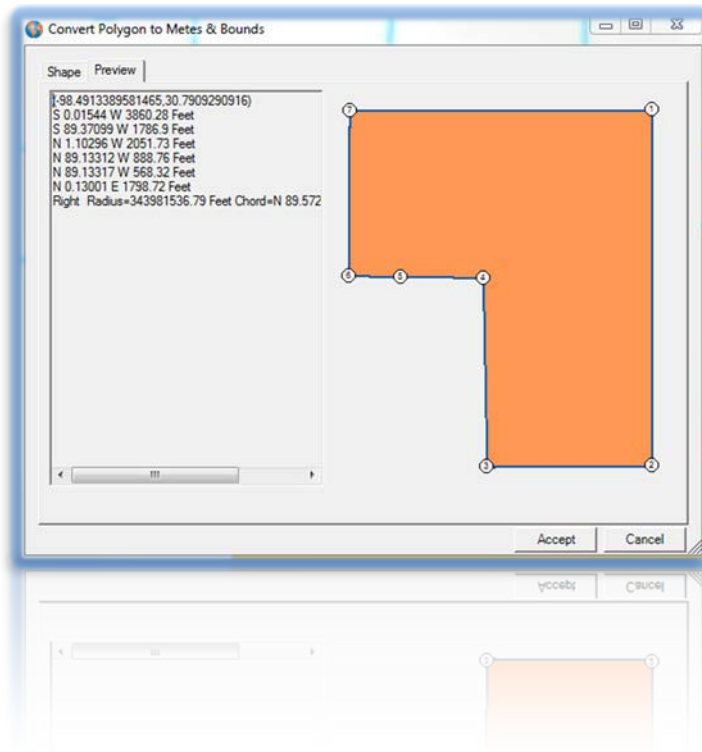 Convert Polygon to Metes & Bounds
Shape Preview
(-98.4913389581465,30.7909290916)
S 0.01544 W 3860.28 Feet
S 89.37099 W 1786.9 Feet
N 1.10296 W 2051.73 Feet
N 89.13312 W 888.76 Feet
N 89.13317 W 568.32 Feet
N 0.13001 E 1798.72 Feet
Right Radius=343981536.79 Feet Chord=N 89.572
7 1
6 5 4
3 2
Accept Cancel